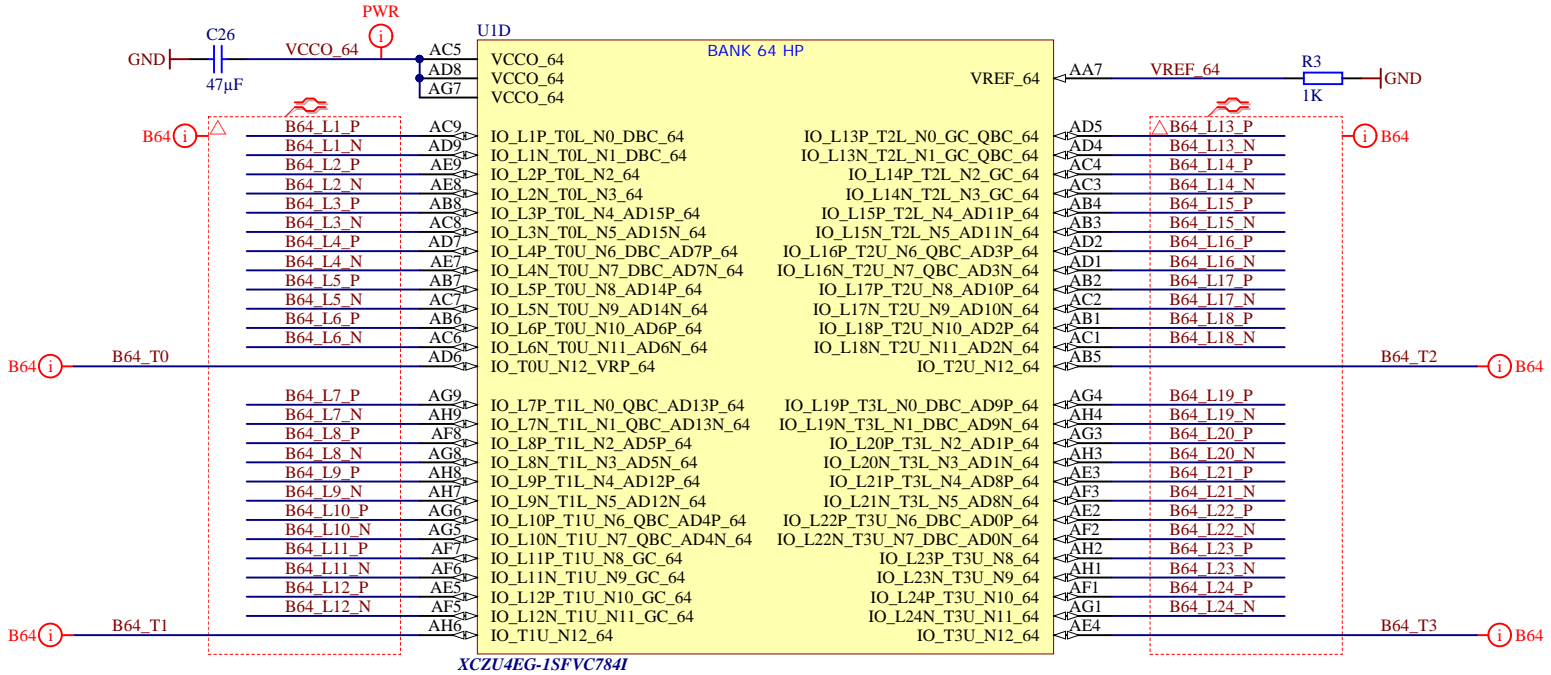 PWR
i
C26
GND
VCCO_64
47µF
U1D
BANK 64 HP
AC5 VCCO_64
AD8 VCCO_64
AG7 VCCO_64
VREF_64 AA7 VREF_64
R3
1K
GND
B64 i
i B64
B64_L1_P AC9 IO_L1P_T0L_N0_DBC_64 IO_L13P_T2L_N0_GC_QBC_64 AD5 B64_L13_P
B64_L1_N AD9 IO_L1N_T0L_N1_DBC_64 IO_L13N_T2L_N1_GC_QBC_64 AD4 B64_L13_N
B64_L2_P AE9 IO_L2P_T0L_N2_64 IO_L14P_T2L_N2_GC_64 AC4 B64_L14_P
B64_L2_N AE8 IO_L2N_T0L_N3_64 IO_L14N_T2L_N3_GC_64 AC3 B64_L14_N
B64_L3_P AB8 IO_L3P_T0L_N4_AD15P_64 IO_L15P_T2L_N4_AD11P_64 AB4 B64_L15_P
B64_L3_N AC8 IO_L3N_T0L_N5_AD15N_64 IO_L15N_T2L_N5_AD11N_64 AB3 B64_L15_N
B64_L4_P AD7 IO_L4P_T0U_N6_DBC_AD7P_64 IO_L16P_T2U_N6_QBC_AD3P_64 AD2 B64_L16_P
B64_L4_N AE7 IO_L4N_T0U_N7_DBC_AD7N_64 IO_L16N_T2U_N7_QBC_AD3N_64 AD1 B64_L16_N
B64_L5_P AB7 IO_L5P_T0U_N8_AD14P_64 IO_L17P_T2U_N8_AD10P_64 AB2 B64_L17_P
B64_L5_N AC7 IO_L5N_T0U_N9_AD14N_64 IO_L17N_T2U_N9_AD10N_64 AC2 B64_L17_N
B64_L6_P AB6 IO_L6P_T0U_N10_AD6P_64 IO_L18P_T2U_N10_AD2P_64 AB1 B64_L18_P
B64_L6_N AC6 IO_L6N_T0U_N11_AD6N_64 IO_L18N_T2U_N11_AD2N_64 AC1 B64_L18_N
B64 i B64_T0 AD6 IO_T0U_N12_VRP_64 IO_T2U_N12_64 AB5 B64_T2 i B64
B64_L7_P AG9 IO_L7P_T1L_N0_QBC_AD13P_64 IO_L19P_T3L_N0_DBC_AD9P_64 AG4 B64_L19_P
B64_L7_N AH9 IO_L7N_T1L_N1_QBC_AD13N_64 IO_L19N_T3L_N1_DBC_AD9N_64 AH4 B64_L19_N
B64_L8_P AF8 IO_L8P_T1L_N2_AD5P_64 IO_L20P_T3L_N2_AD1P_64 AG3 B64_L20_P
B64_L8_N AG8 IO_L8N_T1L_N3_AD5N_64 IO_L20N_T3L_N3_AD1N_64 AH3 B64_L20_N
B64_L9_P AH8 IO_L9P_T1L_N4_AD12P_64 IO_L21P_T3L_N4_AD8P_64 AE3 B64_L21_P
B64_L9_N AH7 IO_L9N_T1L_N5_AD12N_64 IO_L21N_T3L_N5_AD8N_64 AF3 B64_L21_N
B64_L10_P AG6 IO_L10P_T1U_N6_QBC_AD4P_64 IO_L22P_T3U_N6_DBC_AD0P_64 AE2 B64_L22_P
B64_L10_N AG5 IO_L10N_T1U_N7_QBC_AD4N_64 IO_L22N_T3U_N7_DBC_AD0N_64 AF2 B64_L22_N
B64_L11_P AF7 IO_L11P_T1U_N8_GC_64 IO_L23P_T3U_N8_64 AH2 B64_L23_P
B64_L11_N AF6 IO_L11N_T1U_N9_GC_64 IO_L23N_T3U_N9_64 AH1 B64_L23_N
B64_L12_P AE5 IO_L12P_T1U_N10_GC_64 IO_L24P_T3U_N10_64 AF1 B64_L24_P
B64_L12_N AF5 IO_L12N_T1U_N11_GC_64 IO_L24N_T3U_N11_64 AG1 B64_L24_N
B64 i B64_T1 AH6 IO_T1U_N12_64 IO_T3U_N12_64 AE4 B64_T3 i B64
XCZU4EG-1SFVC784I